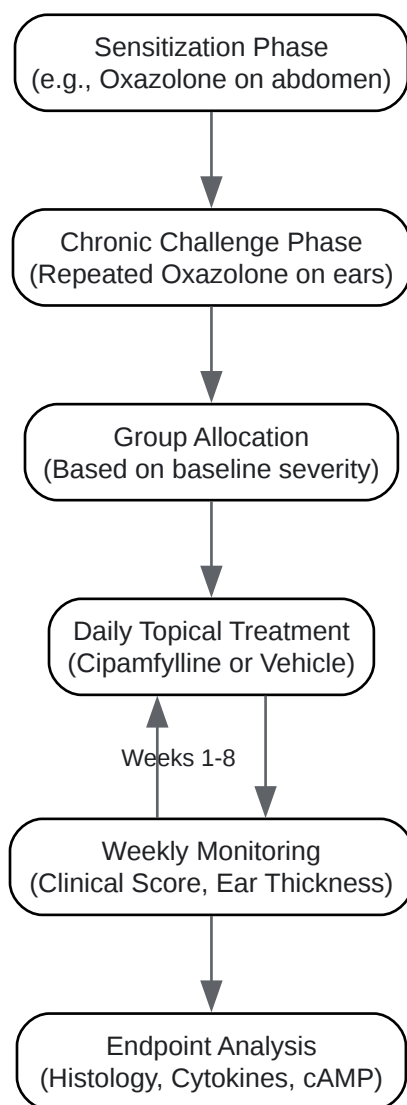 Sensitization Phase
(e.g., Oxazolone on abdomen)
Chronic Challenge Phase
(Repeated Oxazolone on ears)
Group Allocation
(Based on baseline severity)
Daily Topical Treatment
(Cipamfylline or Vehicle)
Weeks 1-8
Weekly Monitoring
(Clinical Score, Ear Thickness)
Endpoint Analysis
(Histology, Cytokines, cAMP)